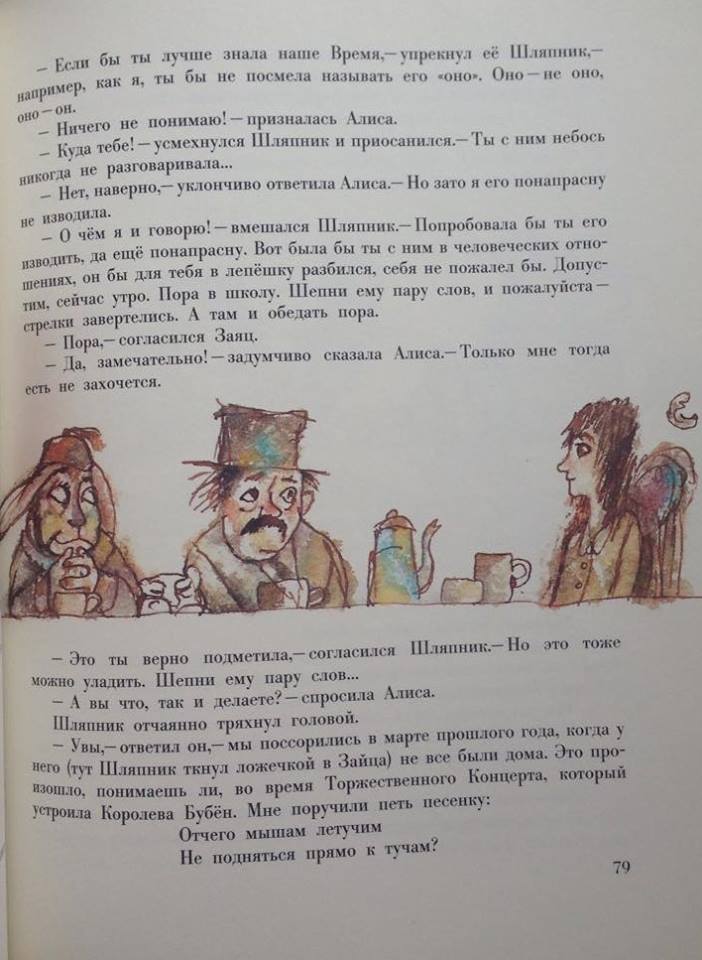 — Если бы ты лучше знала наше Время,— упрекнул её Шляпник,—
например, как я, ты бы не посмела называть его «оно». Оно — не оно,
оно — он.
— Ничего не понимаю! — призналась Алиса.
— Куда тебе! — усмехнулся Шляпник и приосанился.— Ты с ним небось
никогда не разговаривала...
— Нет, наверно,— уклончиво ответила Алиса.— Но зато я его понапрасну
не изводила.
— О чём я и говорю! — вмешался Шляпник.— Попробовала бы ты его
изводить, да ещё понапрасну. Вот была бы ты с ним в человеческих отно-
шениях, он бы для тебя в лепёшку разбился, себя не пожалел бы. Допус-
тим, сейчас утро. Пора в школу. Шепни ему пару слов, и пожалуйста —
стрелки завертелись. А там и обедать пора.
— Пора,— согласился Заяц.
— Да, замечательно! — задумчиво сказала Алиса.— Только мне тогда
есть не захочется.
— Это ты верно подметила,— согласился Шляпник.— Но это тоже
можно уладить. Шепни ему пару слов...
— А вы что, так и делаете? — спросила Алиса.
Шляпник отчаянно тряхнул головой.
— Увы,— ответил он,— мы поссорились в марте прошлого года, когда у
него (тут Шляпник ткнул ложечкой в Зайца) не все были дома. Это про-
изошло, понимаешь ли, во время Торжественного Концерта, который
устроила Королева Бубён. Мне поручили петь песенку:
Отчего мышам летучим
Не подняться прямо к тучам?
79